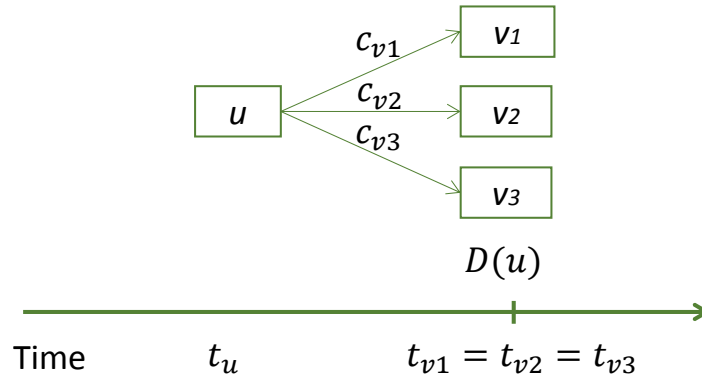 v1
c_{v1}
u
c_{v2}
v2
c_{v3}
v3
D(u)
Time t_u t_{v1} = t_{v2} = t_{v3}